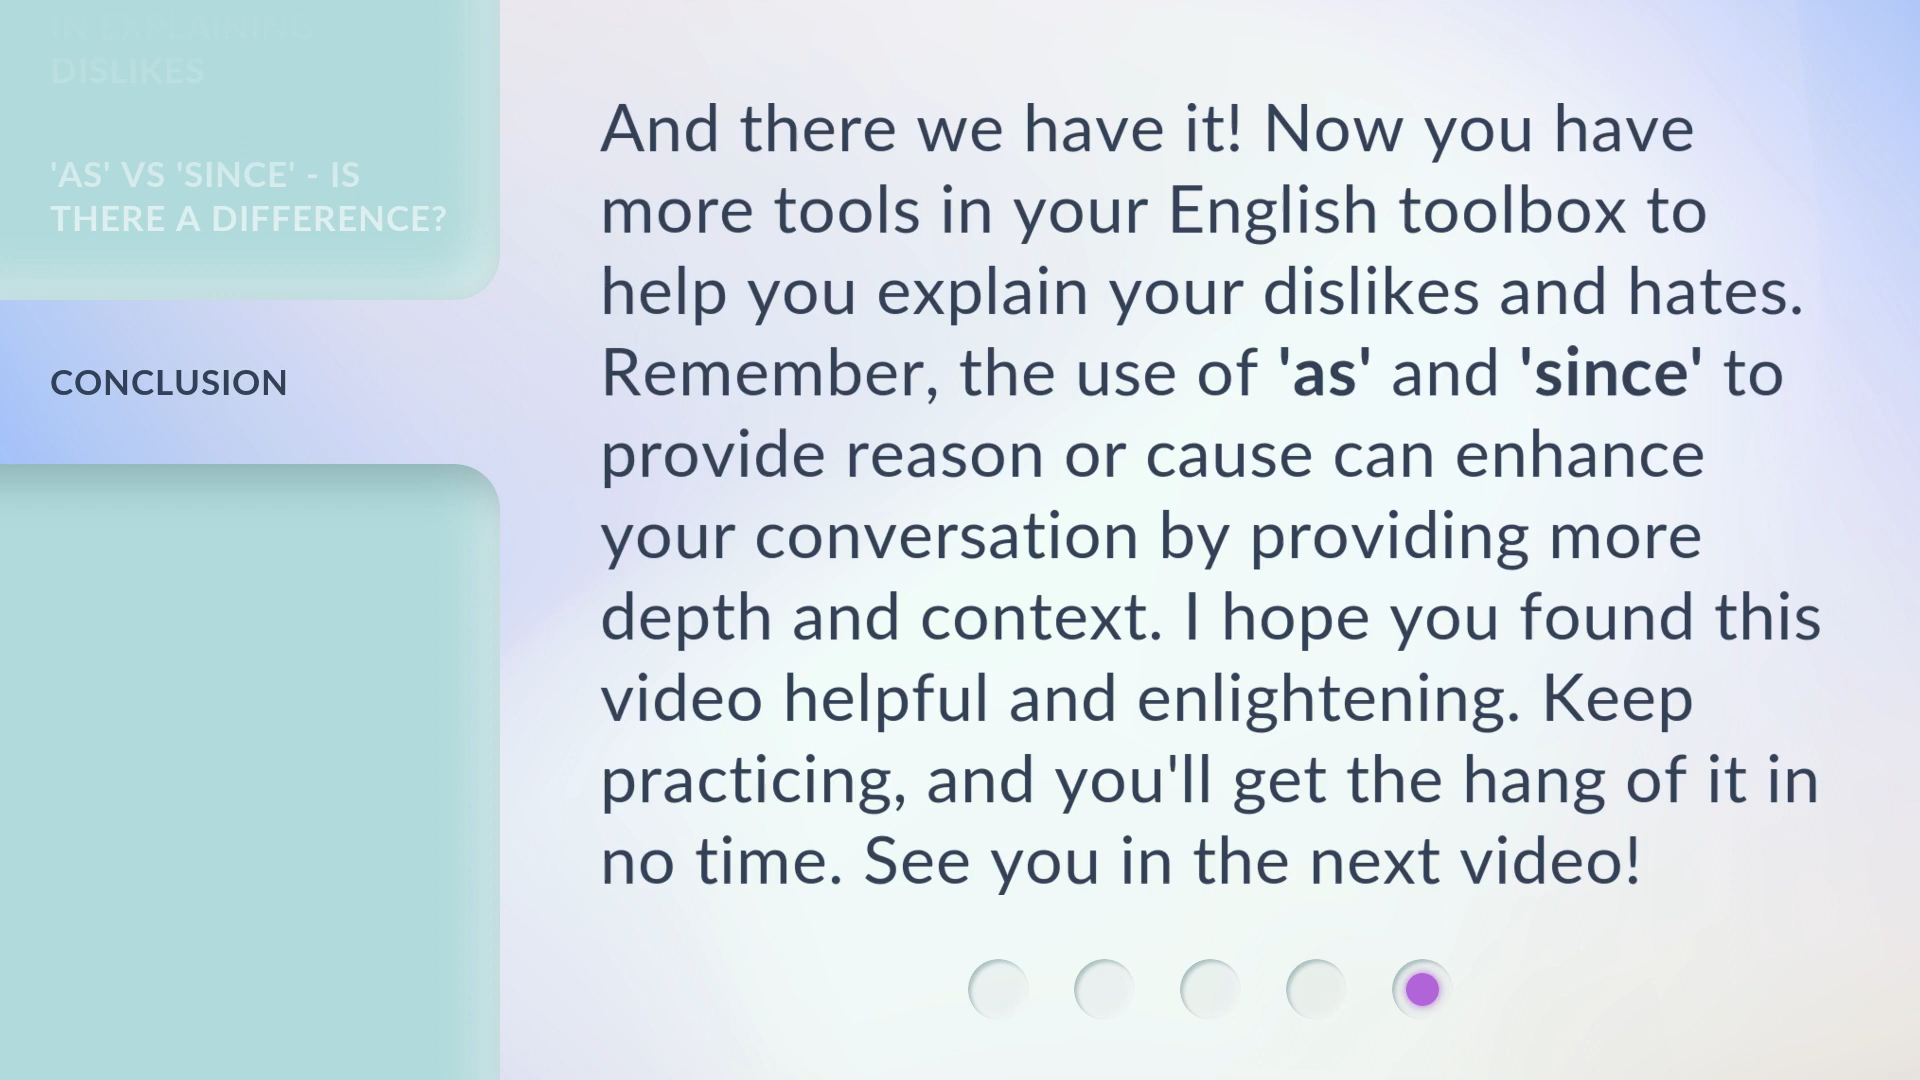 IN EXPLAINING
DISLIKES
'AS' VS 'SINCE' - IS
THERE A DIFFERENCE?
CONCLUSION
And there we have it! Now you have
more tools in your English toolbox to
help you explain your dislikes and hates.
Remember, the use of 'as' and 'since' to
provide reason or cause can enhance
your conversation by providing more
depth and context. I hope you found this
video helpful and enlightening. Keep
practicing, and you'll get the hang of it in
no time. See you in the next video!